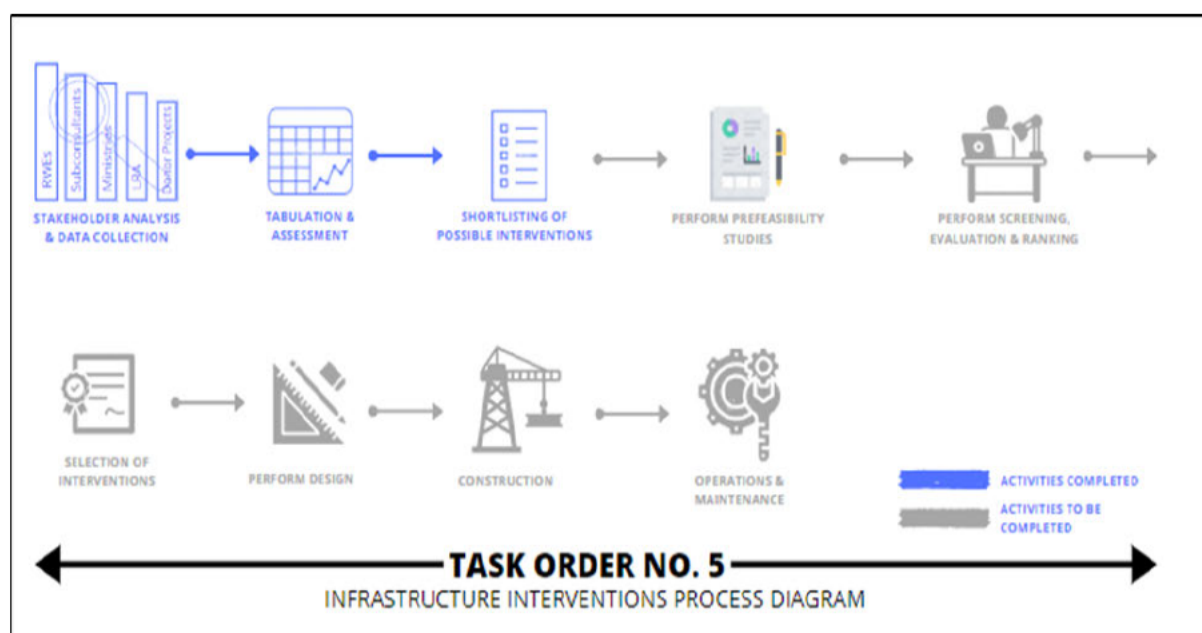 RWEs
Subconsultants
Ministries
LRA
Donor Projects
STAKEHOLDER ANALYSIS
& DATA COLLECTION
TABULATION &
ASSESSMENT
SHORTLISTING OF
POSSIBLE INTERVENTIONS
PERFORM PREFEASIBILITY
STUDIES
PERFORM SCREENING,
EVALUATION & RANKING
SELECTION OF
INTERVENTIONS
PERFORM DESIGN
CONSTRUCTION
OPERATIONS &
MAINTENANCE
ACTIVITIES COMPLETED
ACTIVITIES TO BE
COMPLETED
TASK ORDER NO. 5
INFRASTRUCTURE INTERVENTIONS PROCESS DIAGRAM